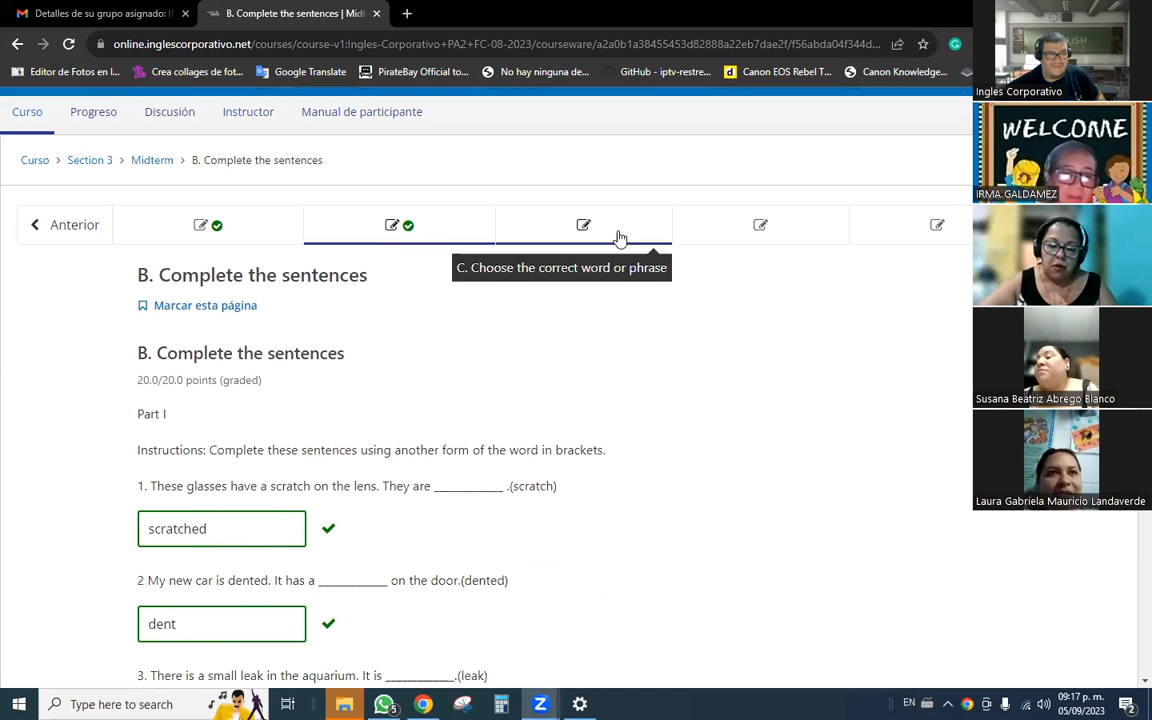 Detalles de su grupo asignado: I
B. Complete the sentences | Midt
online.inglescorporativo.net/courses/course-v1:Ingles-Corporativo+PA2+FC-08-2023/courseware/a2a0b1a38455453d82888a22eb7dae2f/f56abda04f344d...
Editor de Fotos en l...
Crea collages de fot...
Google Translate
PirateBay Official to...
No hay ninguna de...
GitHub - iptv-restre...
Canon EOS Rebel T...
Canon Knowledge...
Curso
Progreso
Discusión
Instructor
Manual de participante
Curso > Section 3 > Midterm > B. Complete the sentences
Anterior
C. Choose the correct word or phrase
B. Complete the sentences
Marcar esta página
B. Complete the sentences
20.0/20.0 points (graded)
Part I
Instructions: Complete these sentences using another form of the word in brackets.
1. These glasses have a scratch on the lens. They are ___________ .(scratch)
scratched
2 My new car is dented. It has a ___________ on the door.(dented)
dent
3. There is a small leak in the aquarium. It is ___________.(leak)
Ingles Corporativo
WELCOME
IRMA GALDAMEZ
Susana Beatriz Abrego Blanco
Laura Gabriela Mauricio Landaverde
Type here to search
5
EN
09:17 p. m.
05/09/2023
2